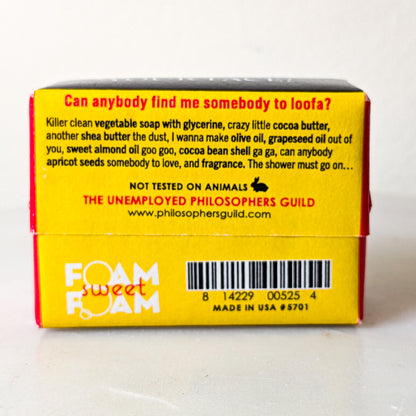 Can anybody find me somebody to loofa?
Killer clean vegetable soap with glycerine, crazy little cocoa butter,
another shea butter the dust, I wanna make olive oil, grapeseed oil out of
you, sweet almond oil goo goo, cocoa bean shell ga ga, can anybody
apricot seeds somebody to love, and fragrance. The shower must go on...
NOT TESTED ON ANIMALS
THE UNEMPLOYED PHILOSOPHERS GUILD
www.philosophersguild.com
FOAM
sweet
FOAM
8 14229 00525 4
MADE IN USA #5701